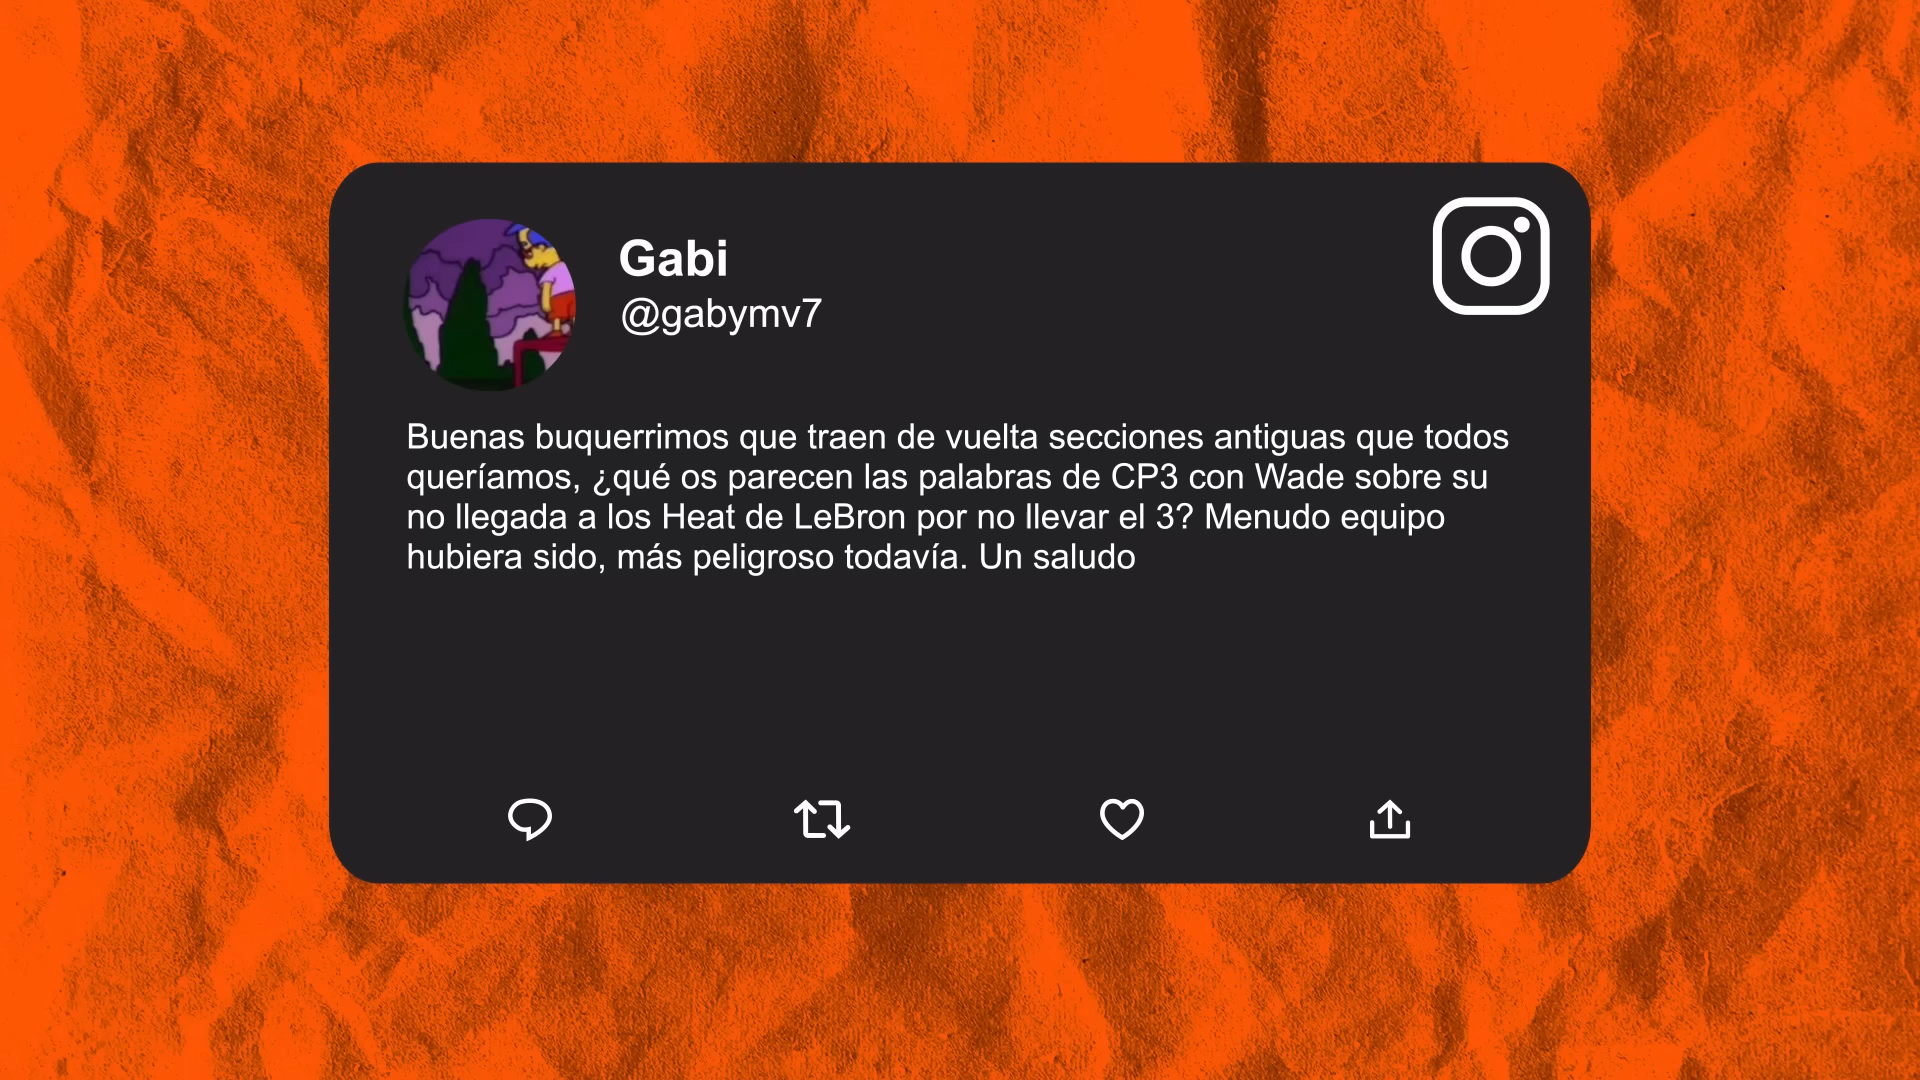 Gabi
@gabymv7
Buenas buquerrimos que traen de vuelta secciones antiguas que todos
queríamos, ¿qué os parecen las palabras de CP3 con Wade sobre su
no llegada a los Heat de LeBron por no llevar el 3? Menudo equipo
hubiera sido, más peligroso todavía. Un saludo